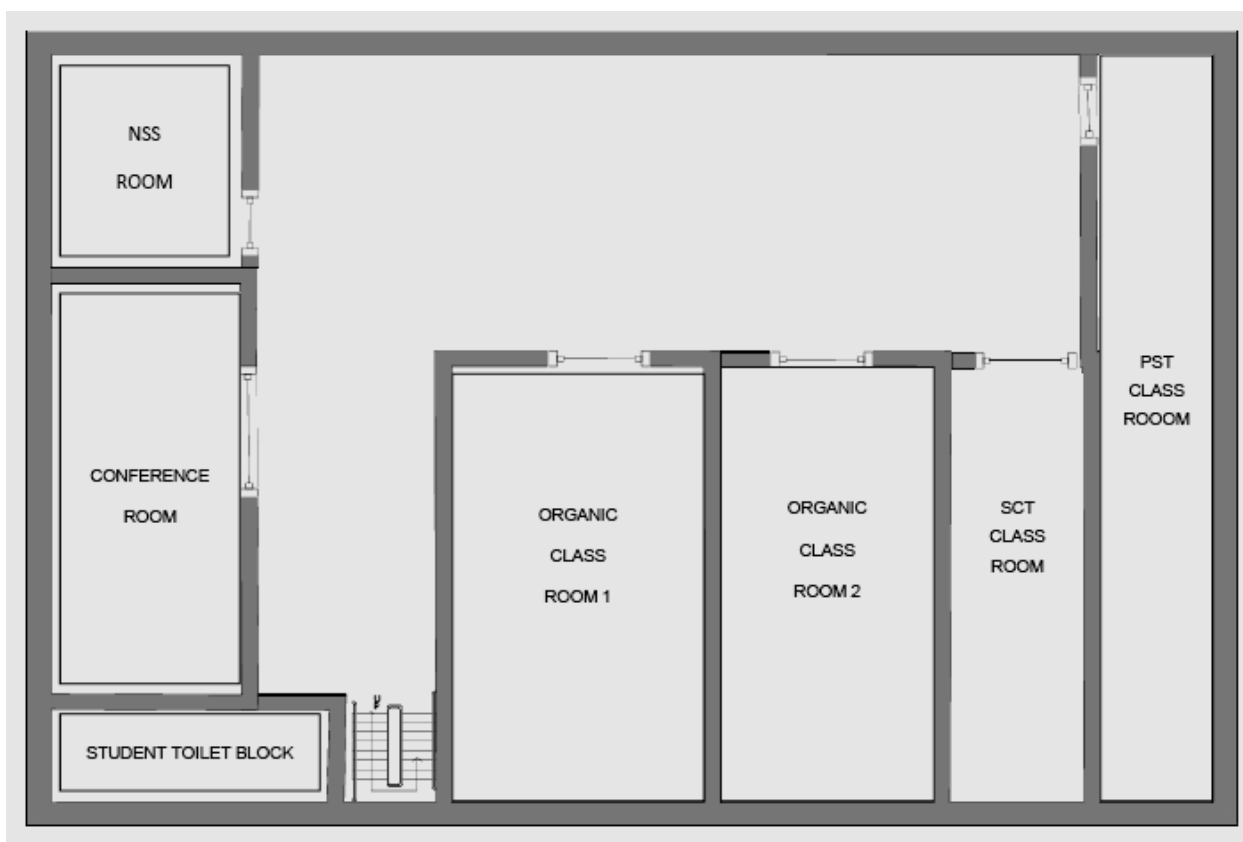 NSS
ROOM
CONFERENCE
ROOM
STUDENT TOILET BLOCK
ORGANIC
CLASS
ROOM 1
ORGANIC
CLASS
ROOM 2
SCT
CLASS
ROOM
PST
CLASS
ROOOM